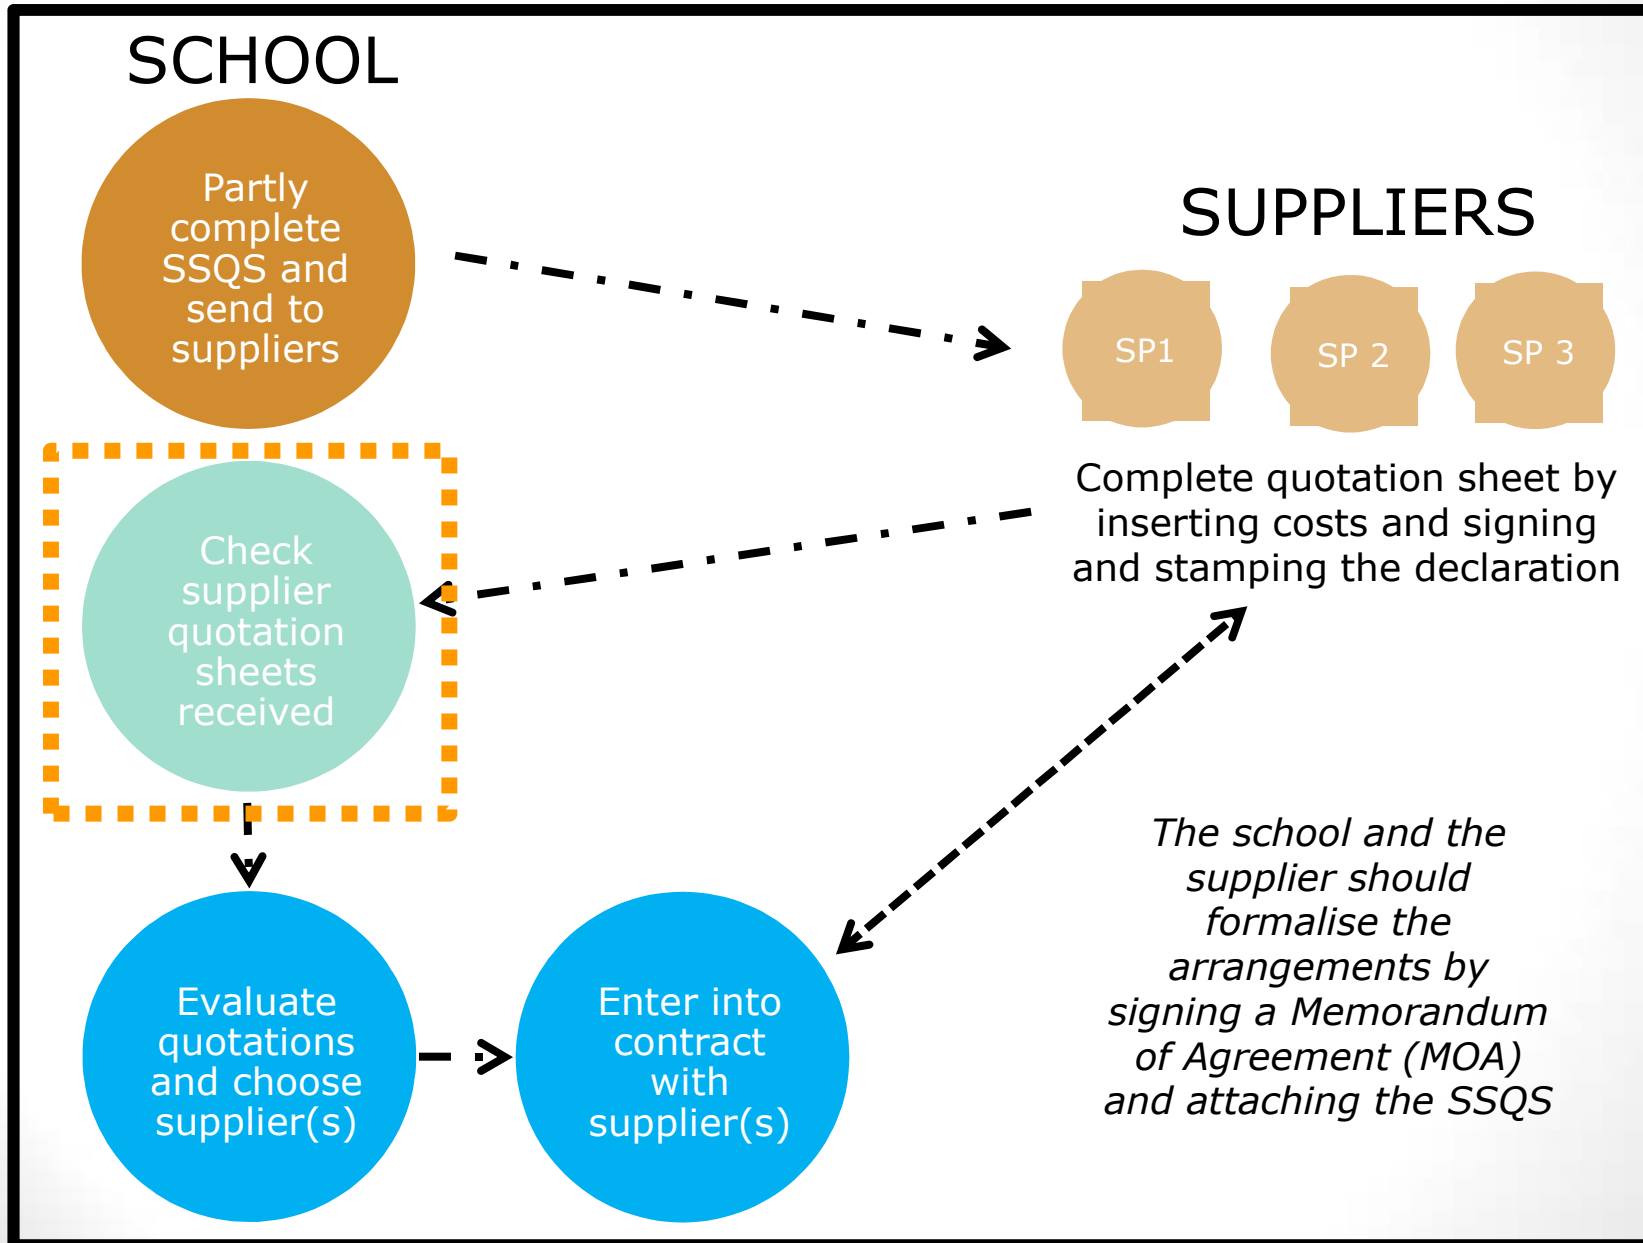 SCHOOL
Partly
complete
SSQS and
send to
suppliers
SUPPLIERS
SP1
SP 2
SP 3
Complete quotation sheet by
inserting costs and signing
and stamping the declaration
Check
supplier
quotation
sheets
received
Evaluate
quotations
and choose
supplier(s)
Enter into
contract
with
supplier(s)
The school and the
supplier should
formalise the
arrangements by
signing a Memorandum
of Agreement (MOA)
and attaching the SSQS